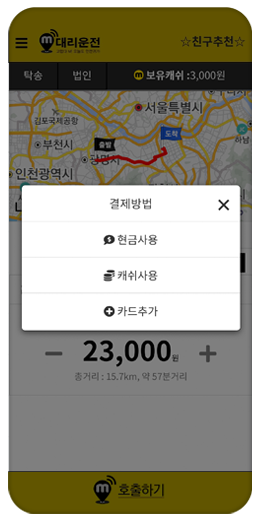 대리운전
☆친구추천☆
탁송 법인 보유캐쉬 :3,000원
서울특별시
김포국제공항
도착
하남
출발
부천시
광명시
인천광역시
결제방법
현금사용
캐쉬사용
카드추가
23,000원
총거리 : 15.7km, 약 57분거리
호출하기